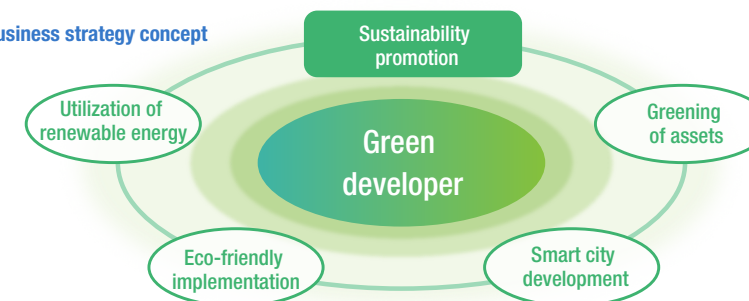 usiness strategy concept
Sustainability
promotion
Utilization of
renewable energy
Greening
of assets
Green
developer
Eco-friendly
implementation
Smart city
development